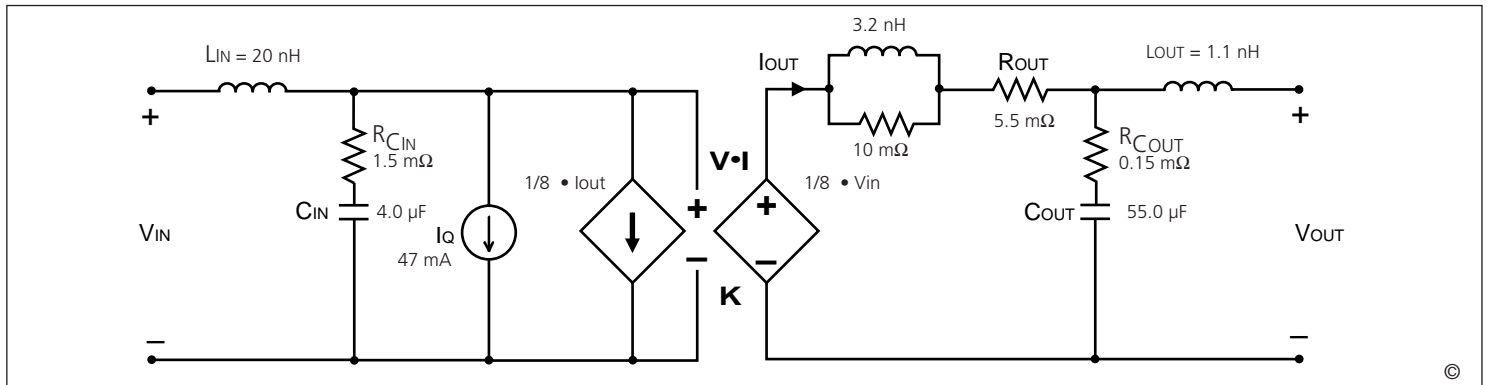 3.2 nH
LIN = 20 nH
IOUT
ROUT
LOUT = 1.1 nH
+
+
5.5 mΩ
RCIN
1.5 mΩ
10 mΩ
RCOUT
0.15 mΩ
V•I
1/8 • Iout
1/8 • Vin
+
+
CIN
4.0 µF
COUT
55.0 µF
VIN
IQ
47 mA
VOUT
–
–
K
–
–
©